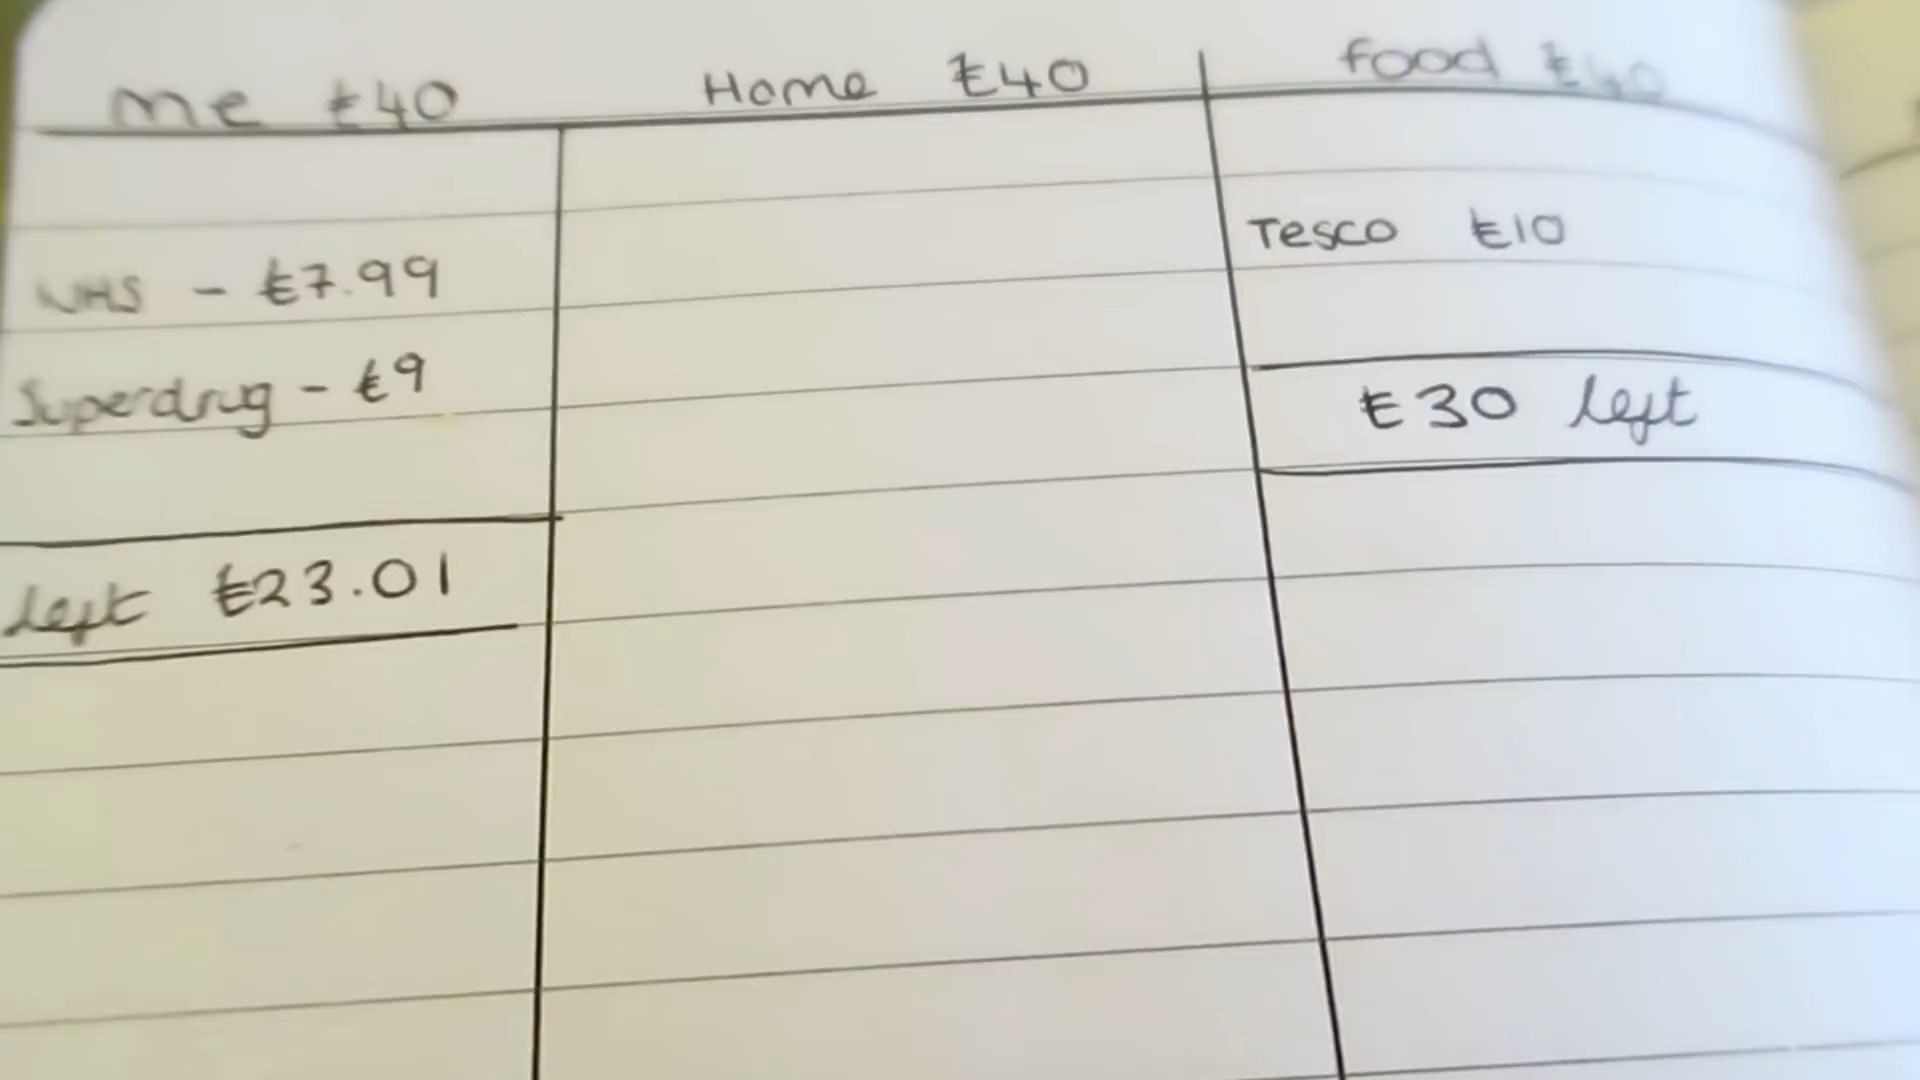 me £40 Home £40 food £40
Tesco £10
WHS - £7.99
Superdrug - £9
£30 left
left £23.01